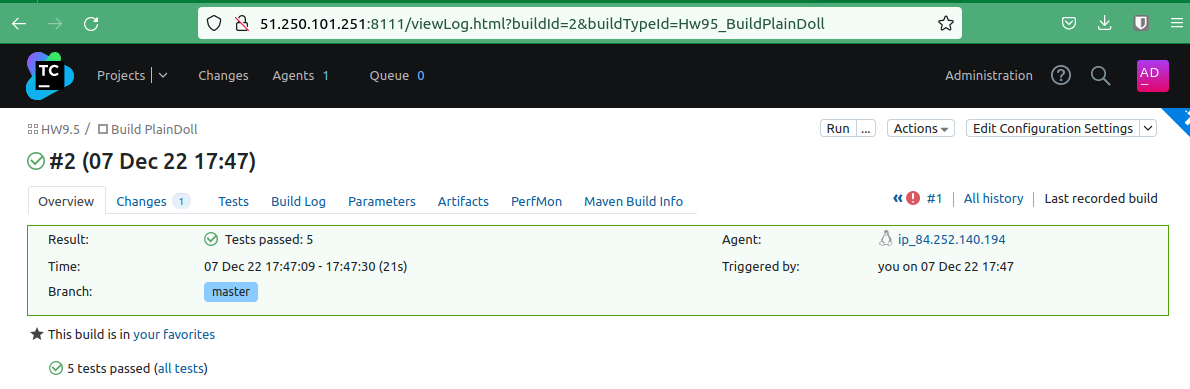 51.250.101.251:8111/viewLog.html?buildId=2&buildTypeId=Hw95_BuildPlainDoll
TC Projects Changes Agents 1 Queue 0 Administration ? AD
HW9.5 / Build PlainDoll Run ... Actions Edit Configuration Settings
#2 (07 Dec 22 17:47)
Overview Changes 1 Tests Build Log Parameters Artifacts PerfMon Maven Build Info « #1 All history Last recorded build
Result: Tests passed: 5 Agent: ip_84.252.140.194
Time: 07 Dec 22 17:47:09 - 17:47:30 (21s) Triggered by: you on 07 Dec 22 17:47
Branch: master
This build is in your favorites
5 tests passed (all tests)